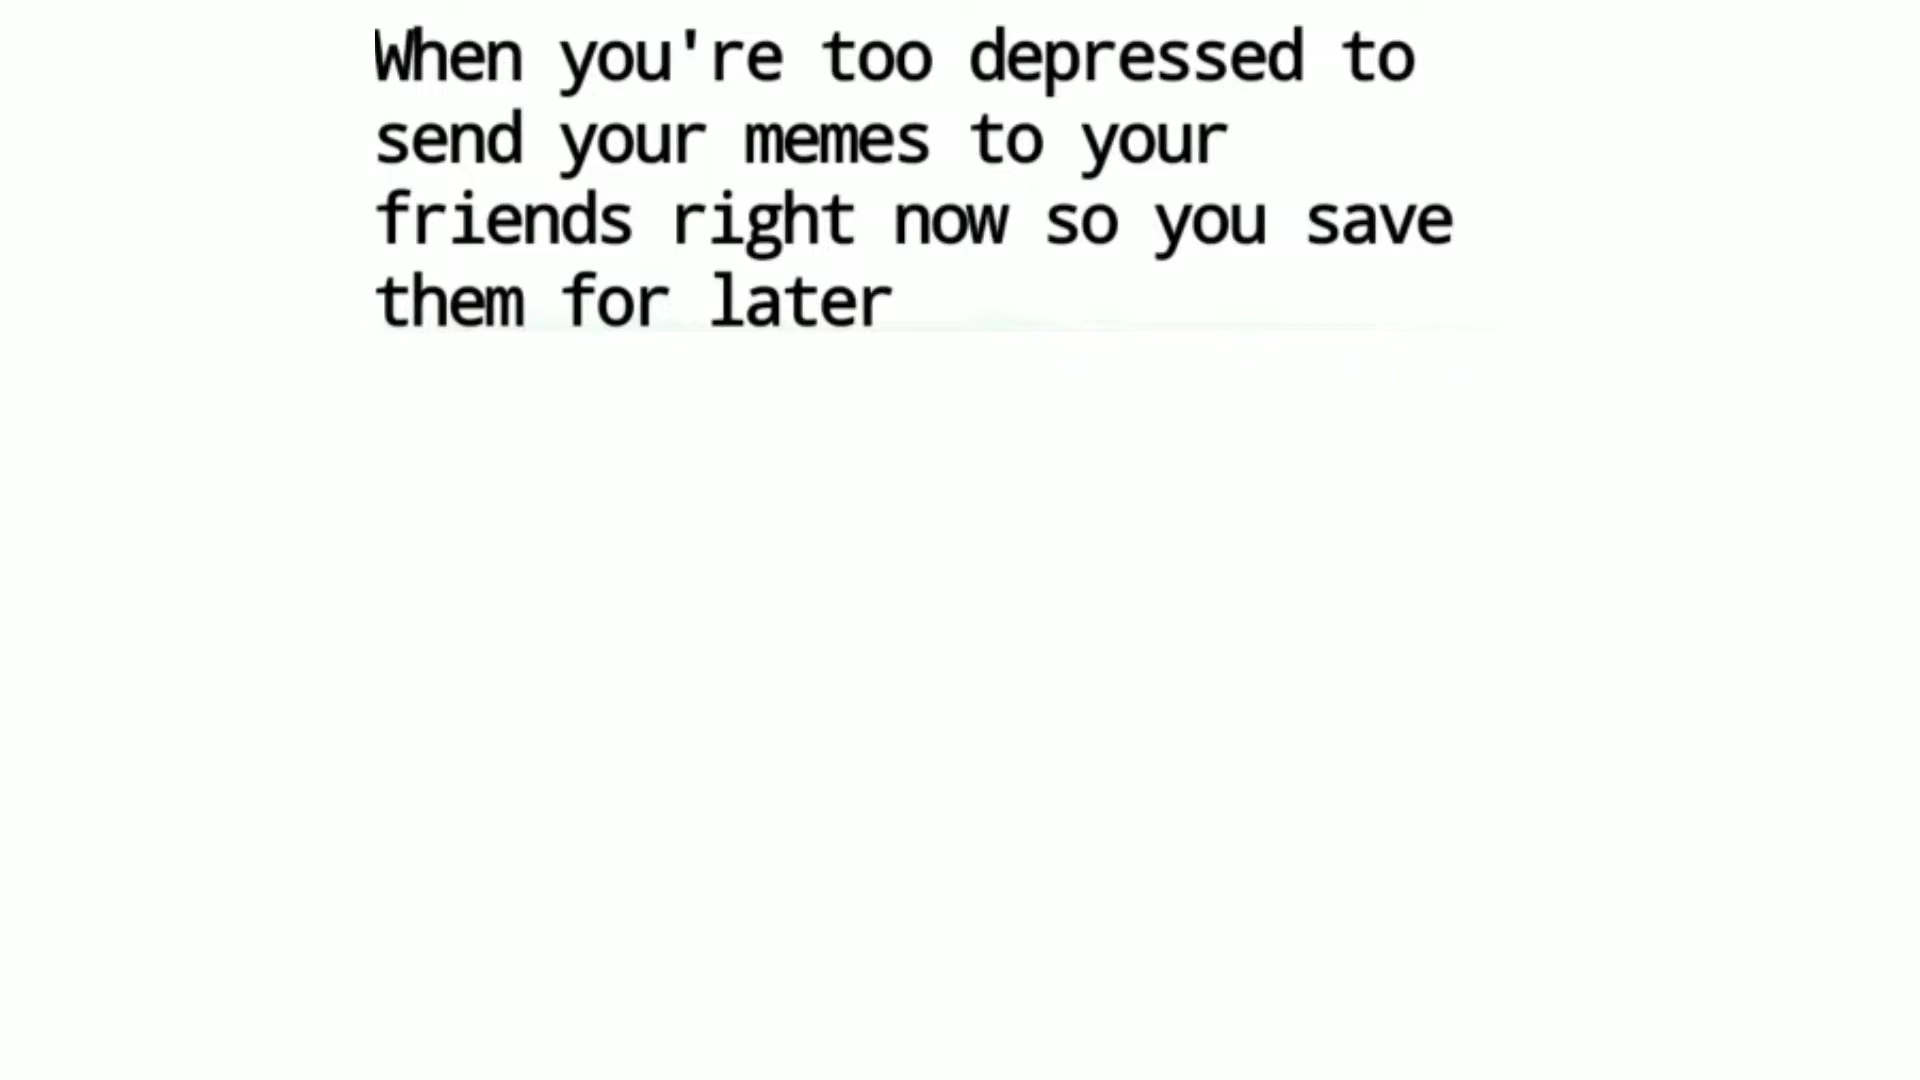 When you're too depressed to
send your memes to your
friends right now so you save
them for later